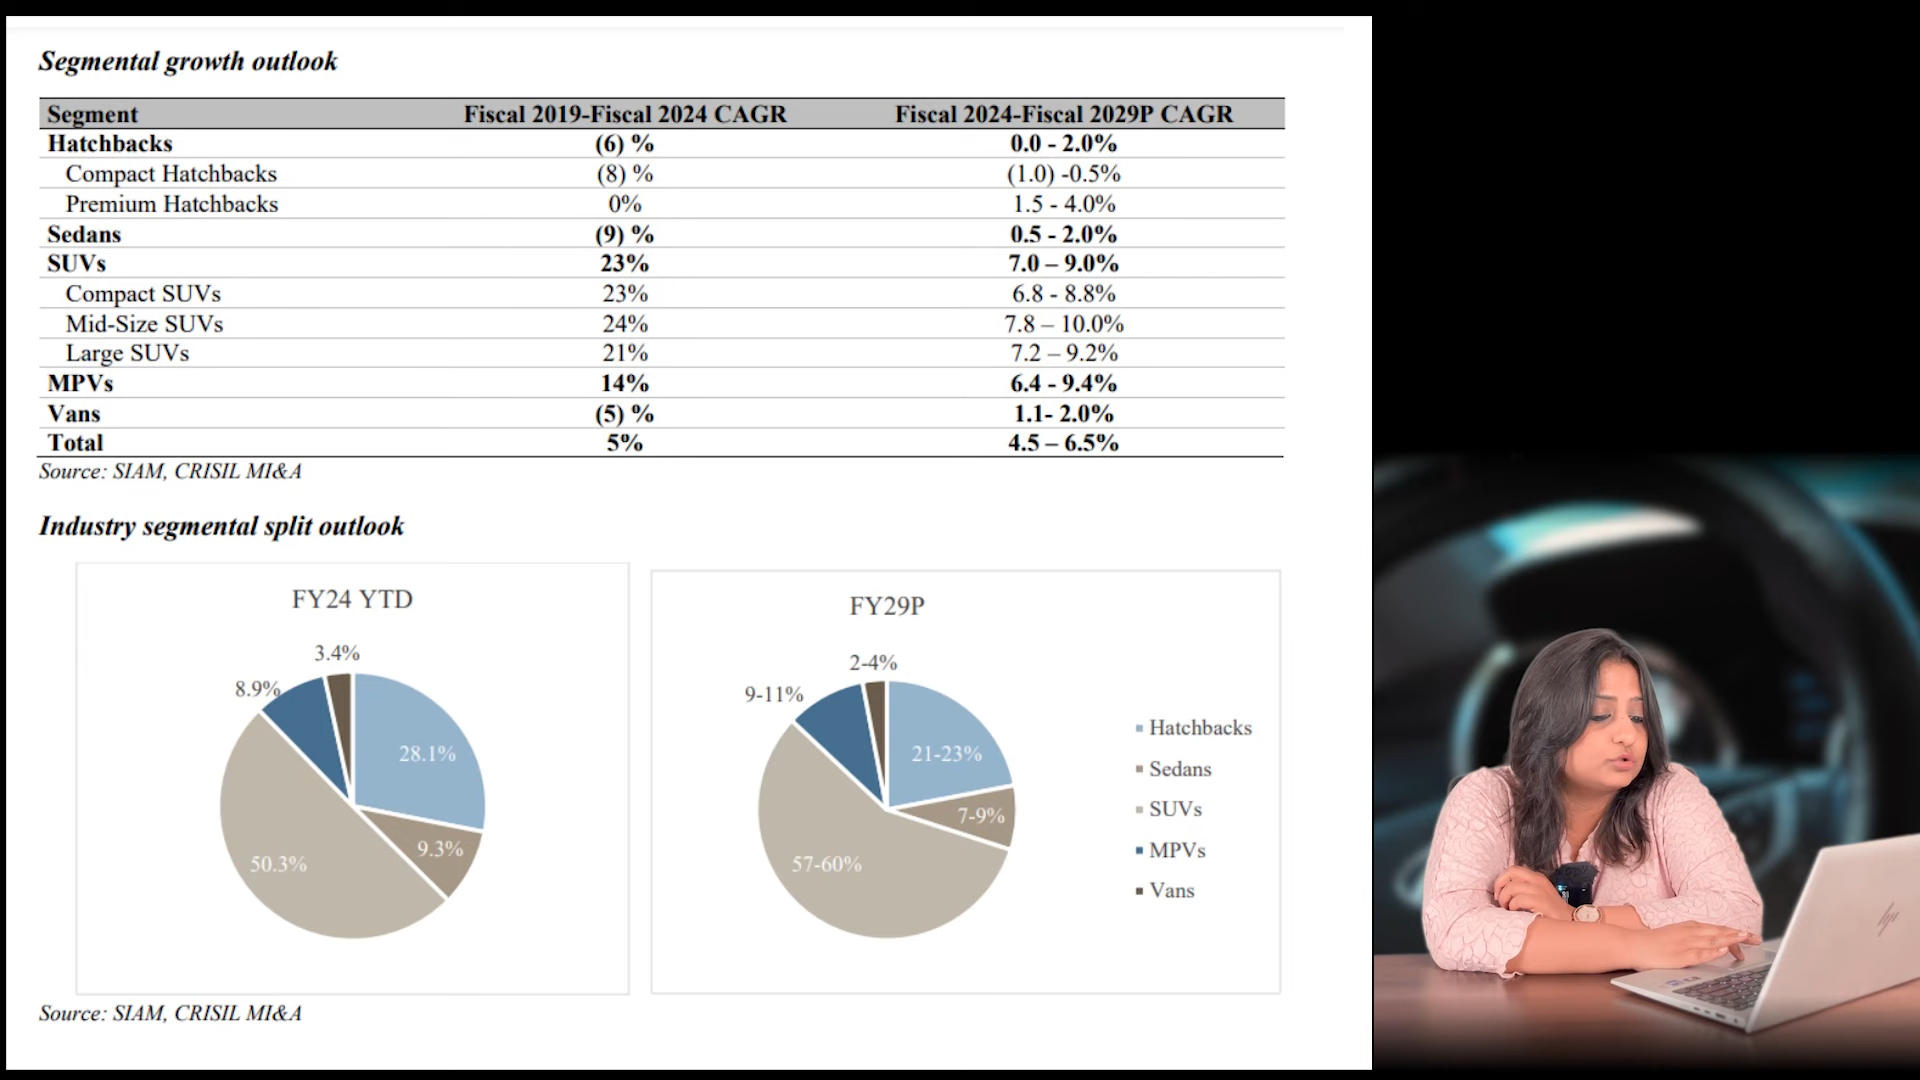 Segmental growth outlook
Segment Fiscal 2019-Fiscal 2024 CAGR Fiscal 2024-Fiscal 2029P CAGR
Hatchbacks (6) % 0.0 - 2.0%
Compact Hatchbacks (8) % (1.0) -0.5%
Premium Hatchbacks 0% 1.5 - 4.0%
Sedans (9) % 0.5 - 2.0%
SUVs 23% 7.0 – 9.0%
Compact SUVs 23% 6.8 - 8.8%
Mid-Size SUVs 24% 7.8 – 10.0%
Large SUVs 21% 7.2 – 9.2%
MPVs 14% 6.4 - 9.4%
Vans (5) % 1.1- 2.0%
Total 5% 4.5 – 6.5%
Source: SIAM, CRISIL MI&A
Industry segmental split outlook
FY24 YTD
3.4%
8.9%
28.1%
9.3%
50.3%
FY29P
2-4%
9-11%
21-23%
7-9%
57-60%
Hatchbacks
Sedans
SUVs
MPVs
Vans
Source: SIAM, CRISIL MI&A
hp